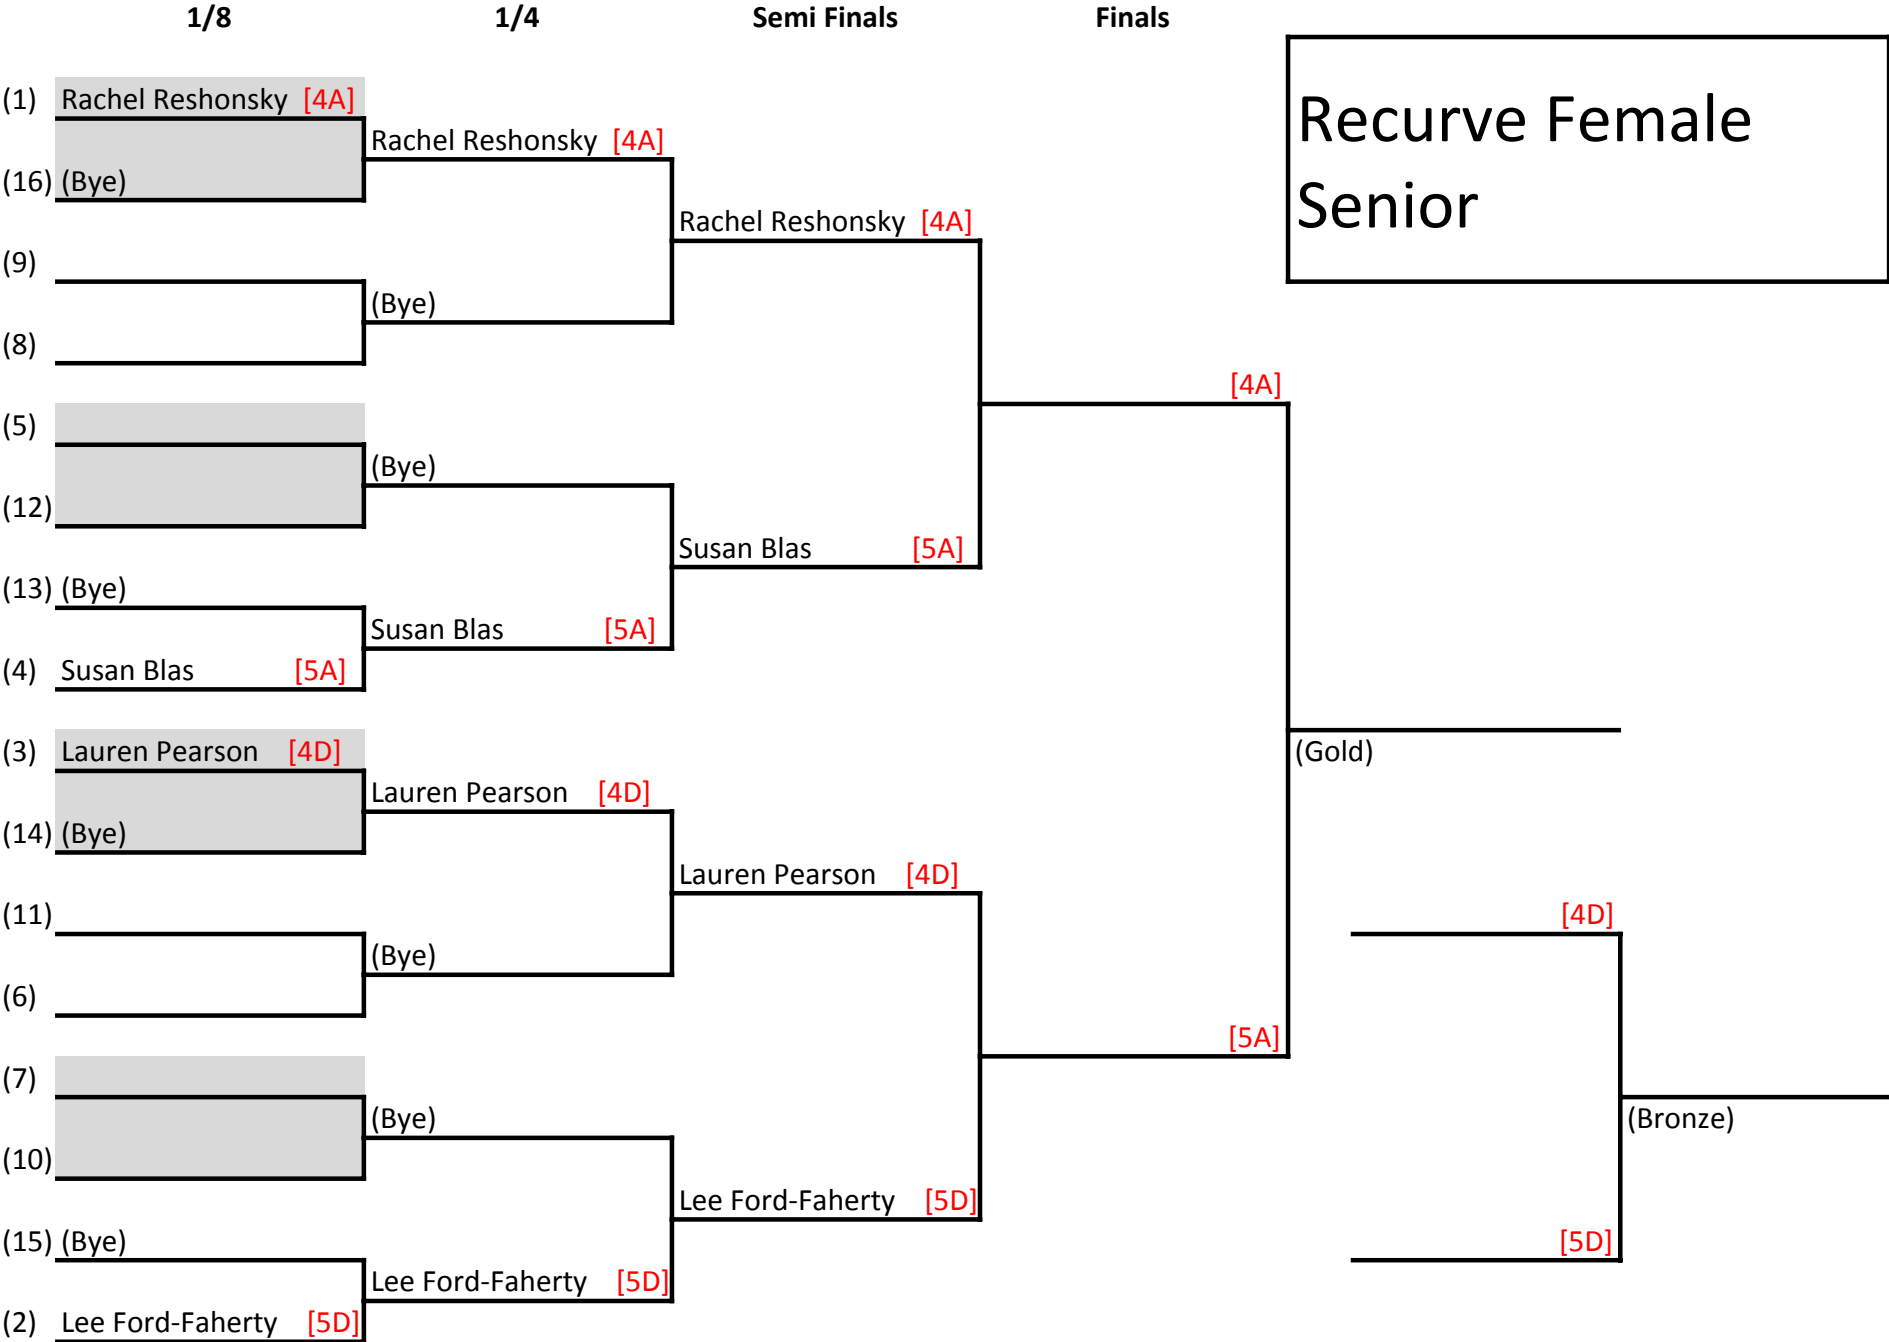 1/8 1/4 Semi Finals Finals
Recurve Female
Senior
(1) Rachel Reshonsky [4A]
Rachel Reshonsky [4A]
(16) (Bye)
Rachel Reshonsky [4A]
(9)
(Bye)
(8)
[4A]
(5)
(Bye)
(12)
Susan Blas [5A]
(13) (Bye)
Susan Blas [5A]
(4) Susan Blas [5A]
(3) Lauren Pearson [4D]
(Gold)
Lauren Pearson [4D]
(14) (Bye)
Lauren Pearson [4D]
(11) [4D]
(Bye)
(6)
[5A]
(7)
(Bye) (Bronze)
(10)
Lee Ford-Faherty [5D]
(15) (Bye) [5D]
Lee Ford-Faherty [5D]
(2) Lee Ford-Faherty [5D]